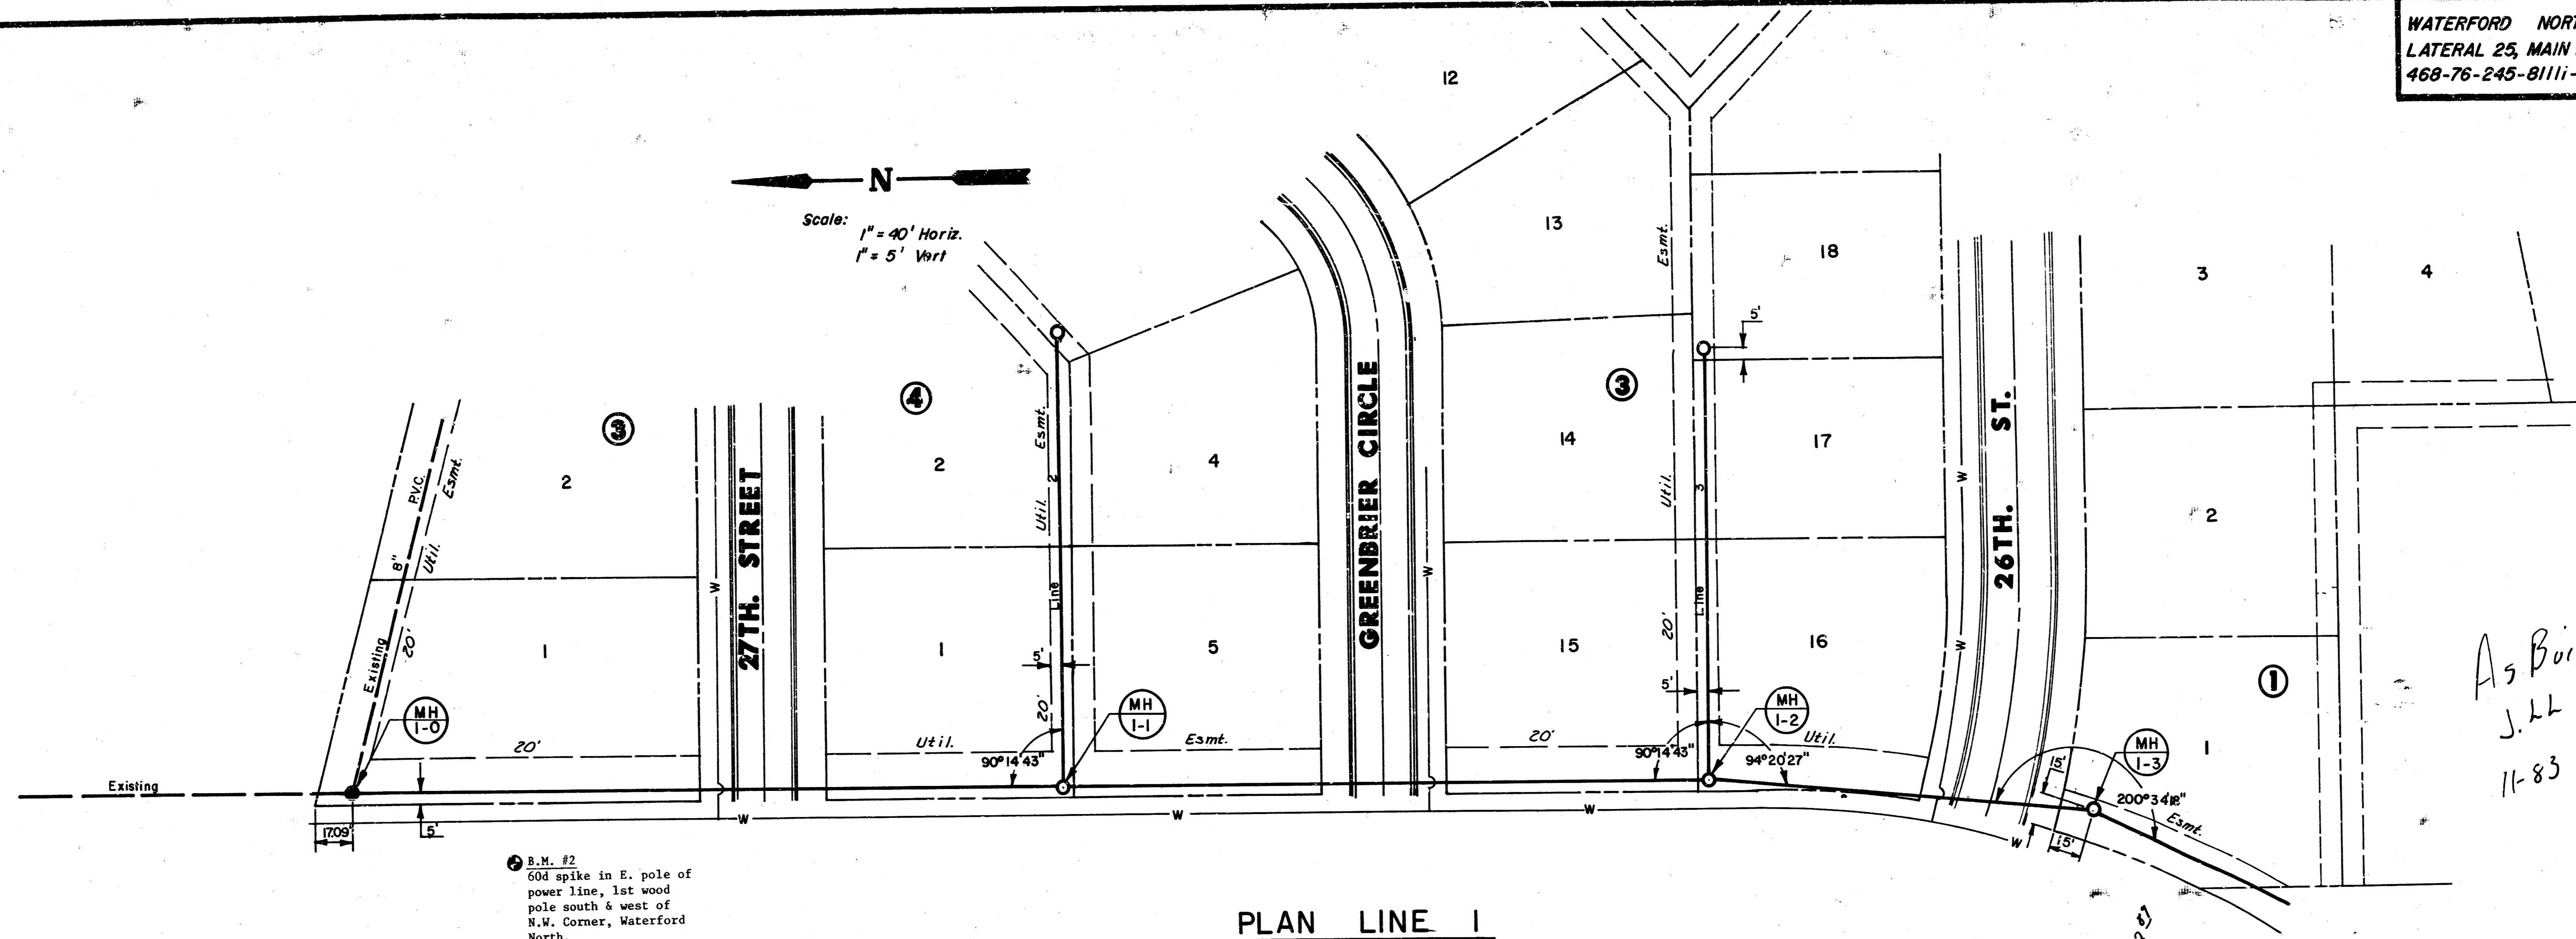 WATERFORD NORT
LATERAL 25, MAIN
468-76-245-811li-
12
N
Scale:
1" = 40' Horiz.
1" = 5' Vert
13
Esmt.
18
5'
3
4
4
3
3
2
P.V.C.
Esmt.
8"
Util.
Existing
20'
1
MH
1-0
20'
27TH. STREET
W
2
Esmt.
Util.
Line 2
1
5'
20'
Util.
90°14'43"
MH
1-1
4
5
Esmt.
GREENBRIER CIRCLE
W
14
15
20'
Util.
20'
Line 3
5'
90°14'43"
MH
1-2
94°20'27"
17
16
Util.
26TH. ST.
W
W
2
1
1
MH
1-3
15'
200°34'18"
Esmt.
15'
As Bui
J.LL
11-83
Existing
17.09'
5'
W
W
W
W
B.M. #2
60d spike in E. pole of
power line, 1st wood
pole south & west of
N.W. Corner, Waterford
North.
PLAN LINE 1